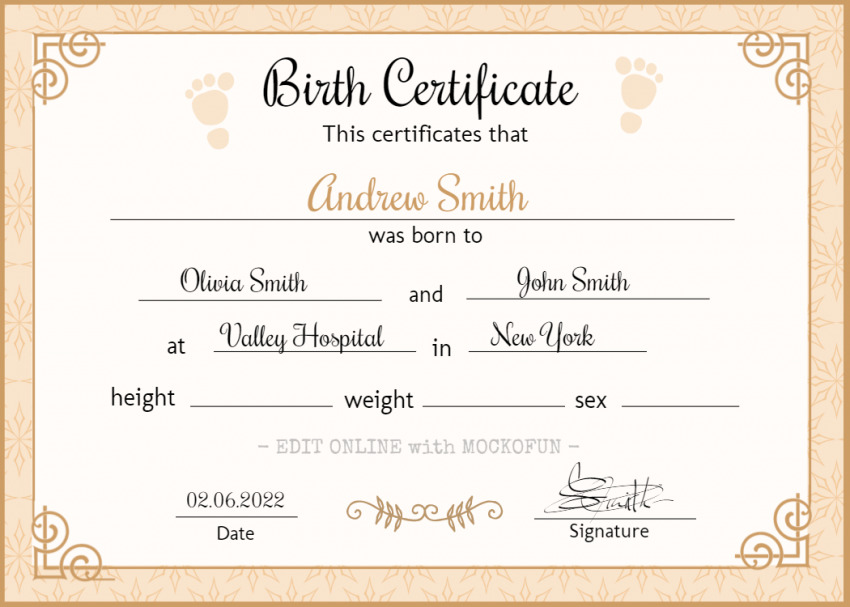 Birth Certificate
This certificates that
Andrew Smith
was born to
Olivia Smith and John Smith
at Valley Hospital in New York
height weight sex
– EDIT ONLINE with MOCKOFUN –
02.06.2022
Date Signature